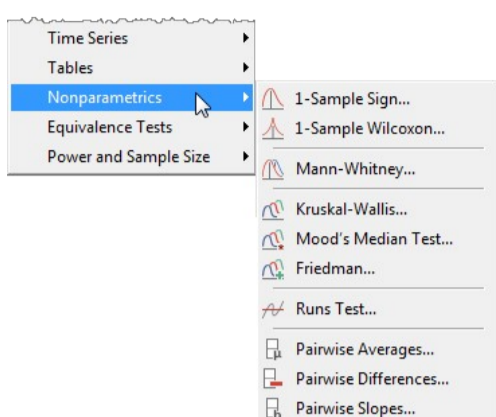 Time Series
Tables
Nonparametrics
Equivalence Tests
Power and Sample Size
1-Sample Sign...
1-Sample Wilcoxon...
Mann-Whitney...
Kruskal-Wallis...
Mood's Median Test...
Friedman...
Runs Test...
Pairwise Averages...
Pairwise Differences...
Pairwise Slopes...